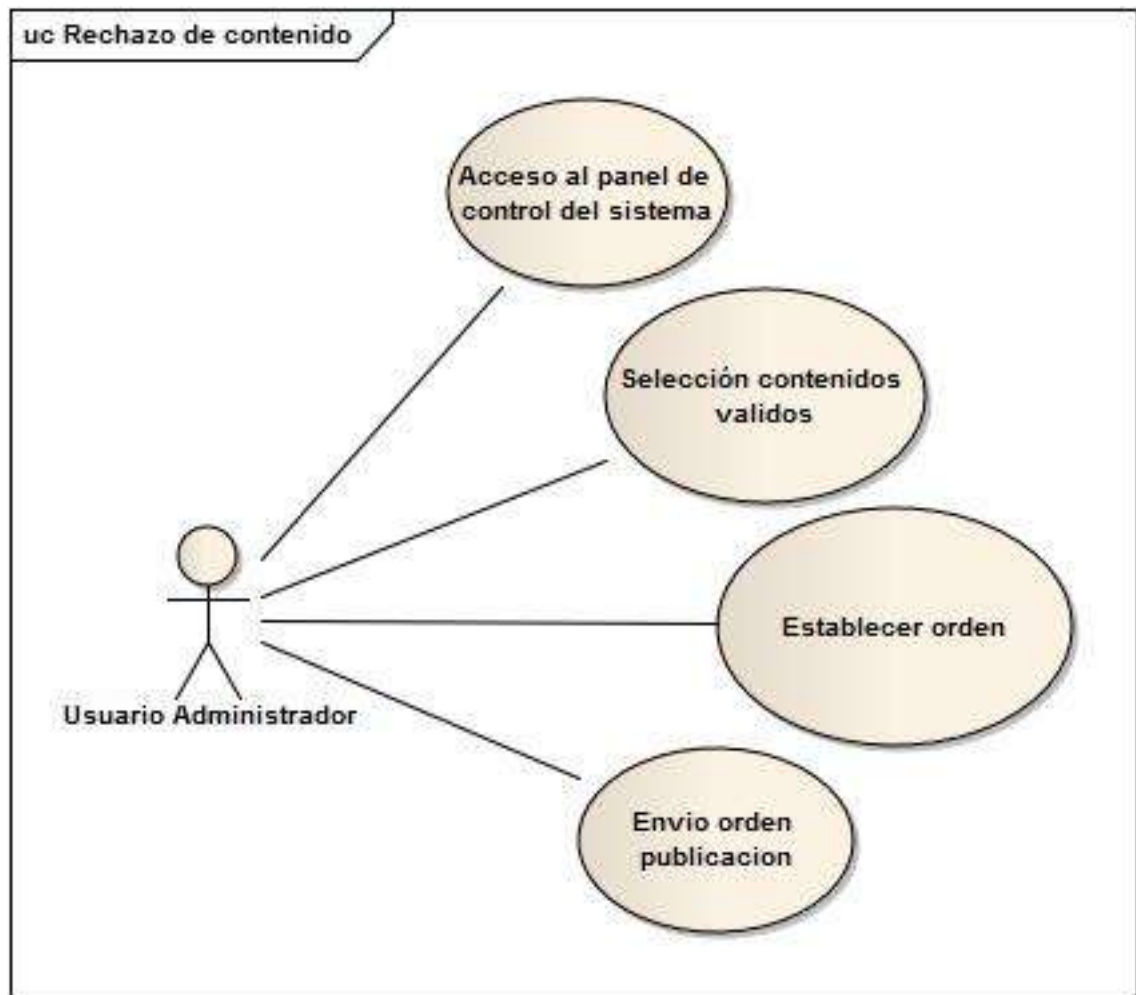 uc Rechazo de contenido
Acceso al panel de
control del sistema
Selección contenidos
validos
Establecer orden
Usuario Administrador
Envio orden
publicacion